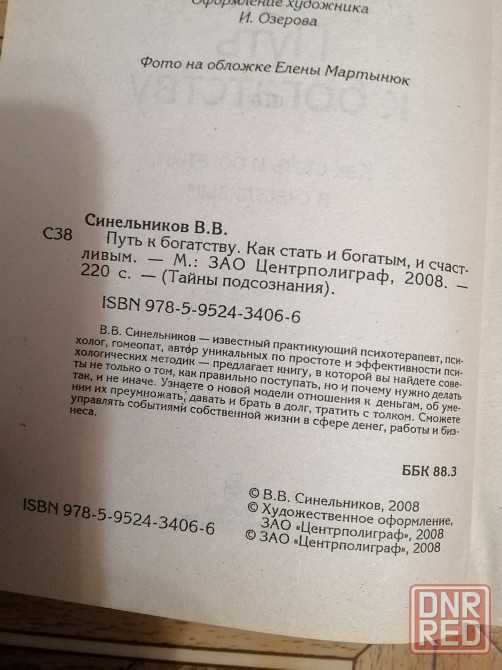 Оформление художника
И. Озерова
Фото на обложке Елены Мартынюк
Синельников В.В.
С38 Путь к богатству. Как стать и богатым, и счаст-
ливым. — М.: ЗАО Центрполиграф, 2008. —
220 с. — (Тайны подсознания).
ISBN 978-5-9524-3406-6
В.В. Синельников — известный практикующий психотерапевт, пси-
холог, гомеопат, автор уникальных по простоте и эффективности пси-
хологических методик — предлагает книгу, в которой вы найдете сове-
ты не только о том, как правильно поступать, но и почему нужно делать
так, и не иначе. Узнаете о новой модели отношения к деньгам, об уме-
нии их преумножать, давать и брать в долг, тратить с толком. Сможете
управлять событиями собственной жизни в сфере денег, работы и биз-
неса.
ББК 88.3
© В.В. Синельников, 2008
© Художественное оформление,
ЗАО «Центрполиграф», 2008
© ЗАО «Центрполиграф», 2008
ISBN 978-5-9524-3406-6
DNR
RED